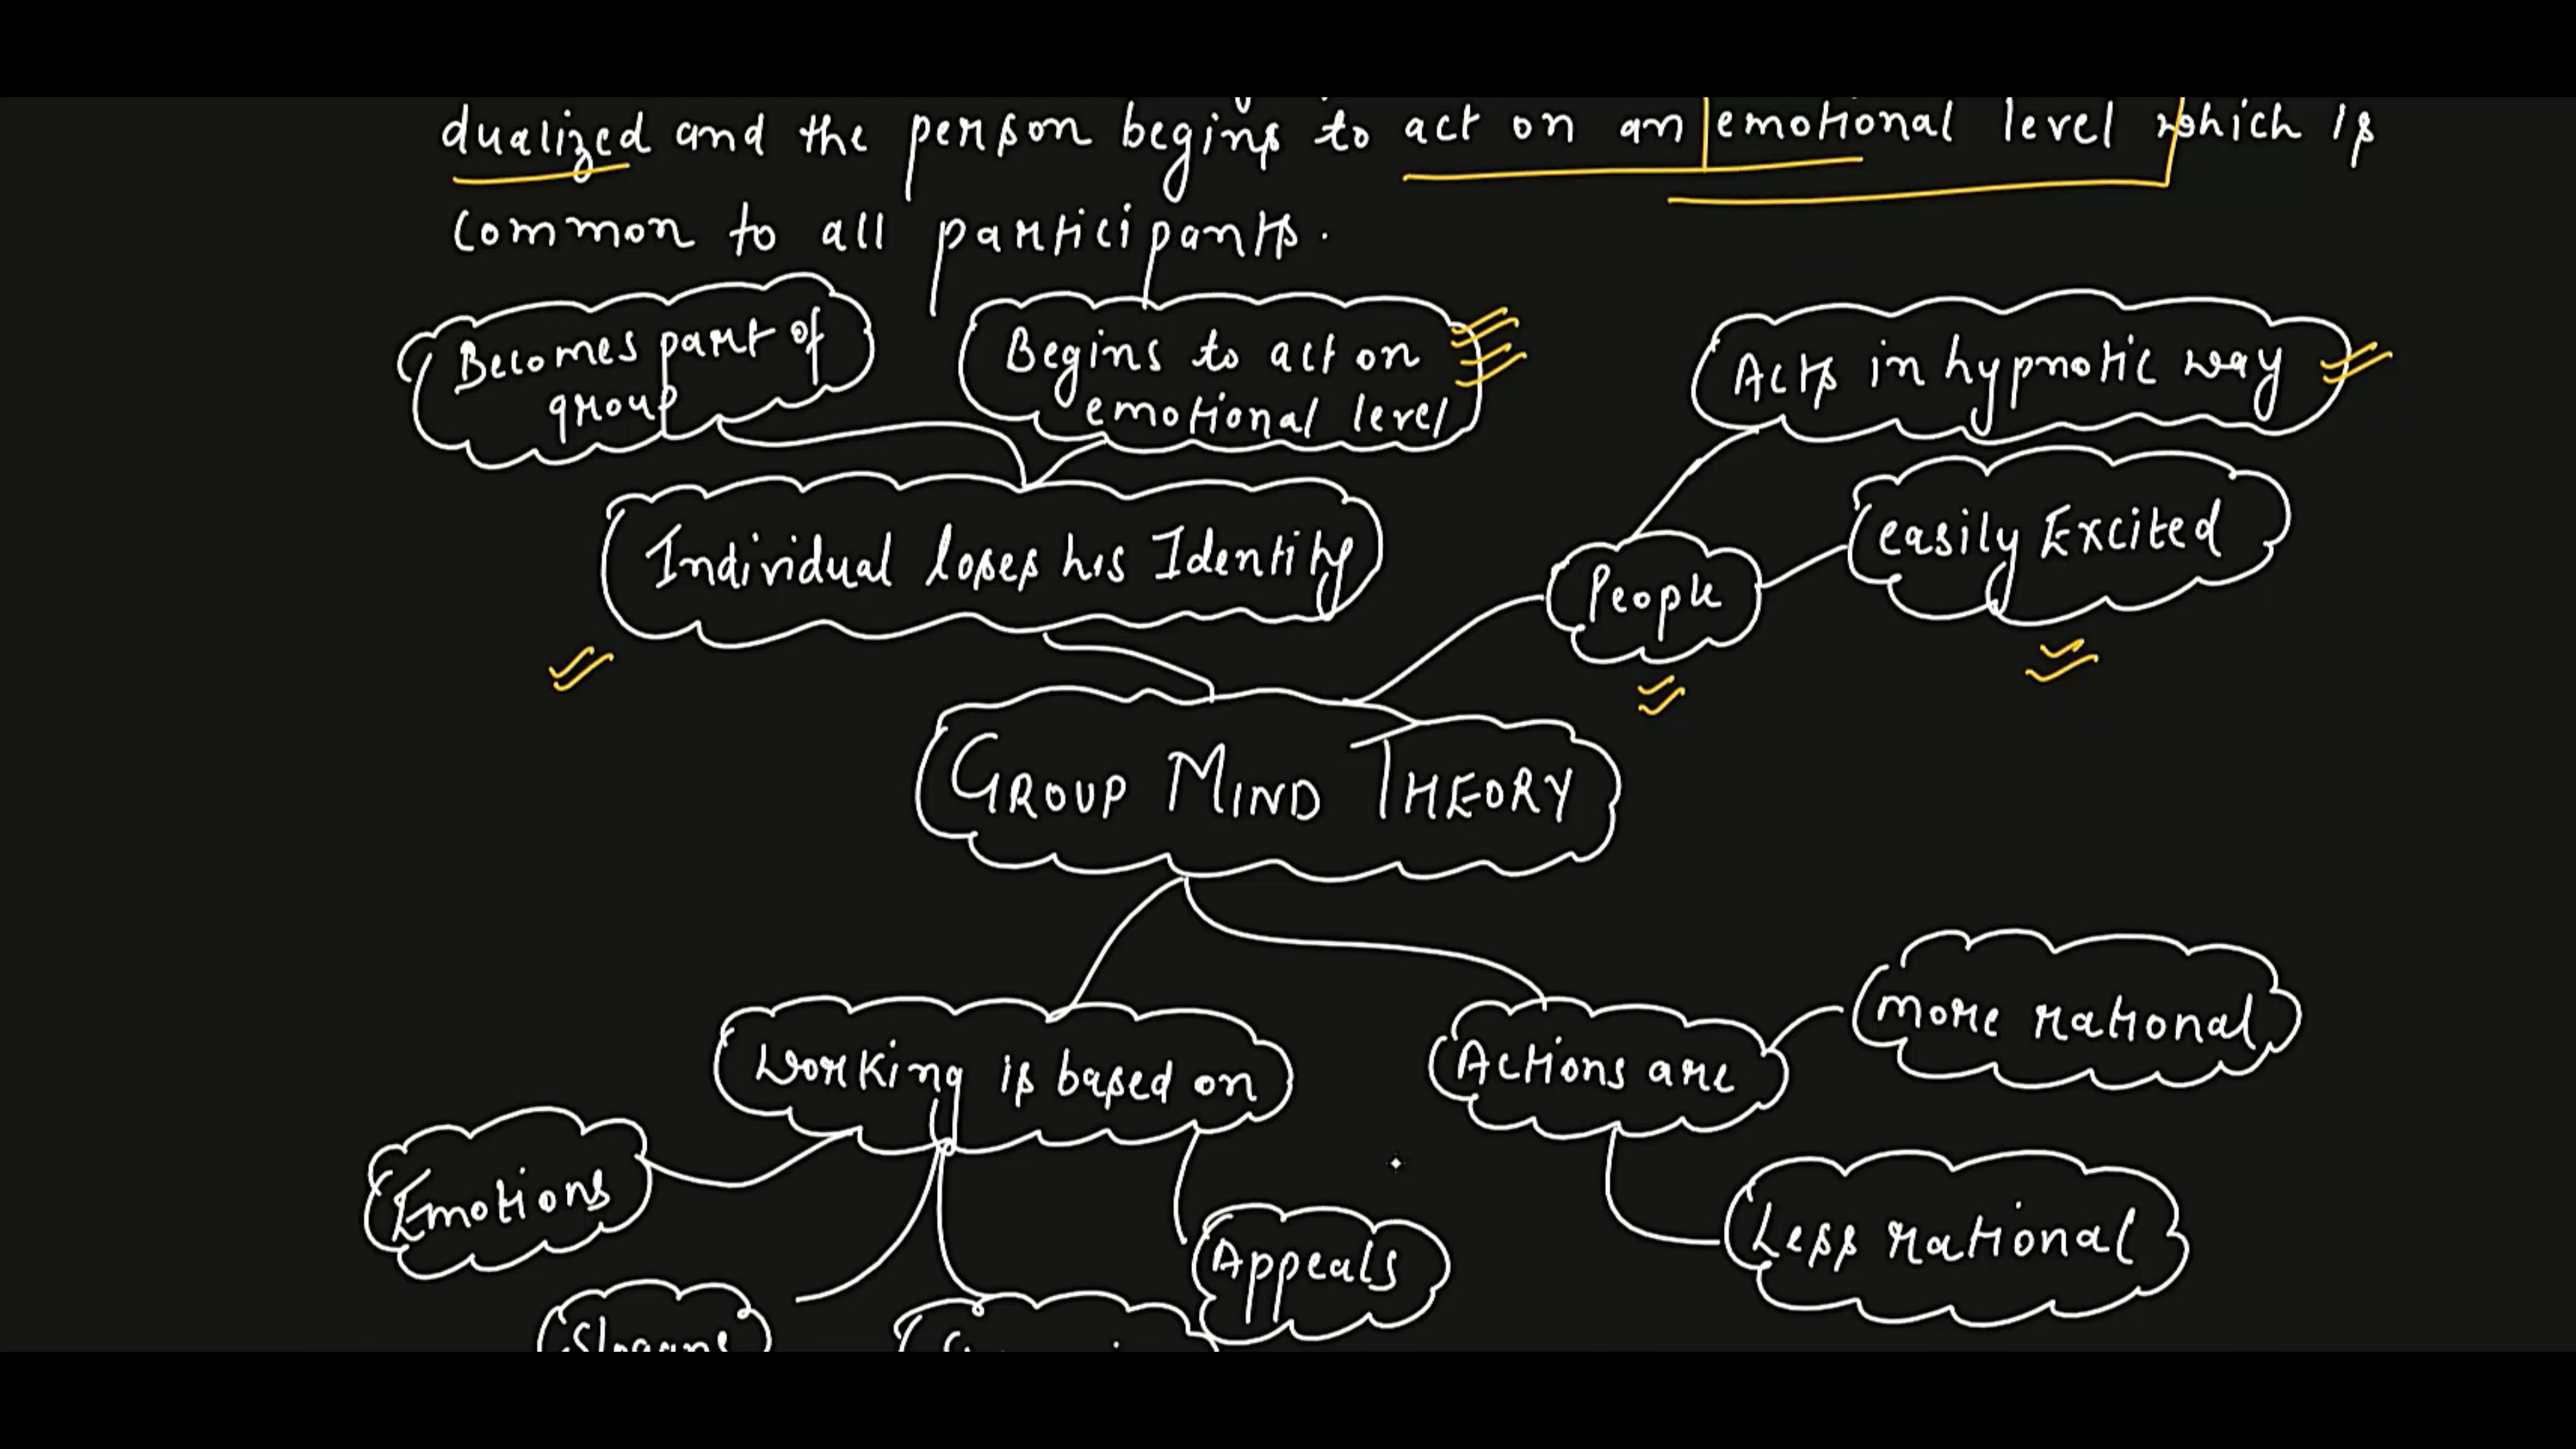 dualized and the person begins to act on an emotional level which is
common to all participants.
Becomes part of
group
Begins to act on
emotional level
Acts in hypnotic way
Individual loses his Identity
People
easily Excited
GROUP MIND THEORY
Working is based on
Actions are
more rational
Emotions
Appeals
Less rational
Slogans